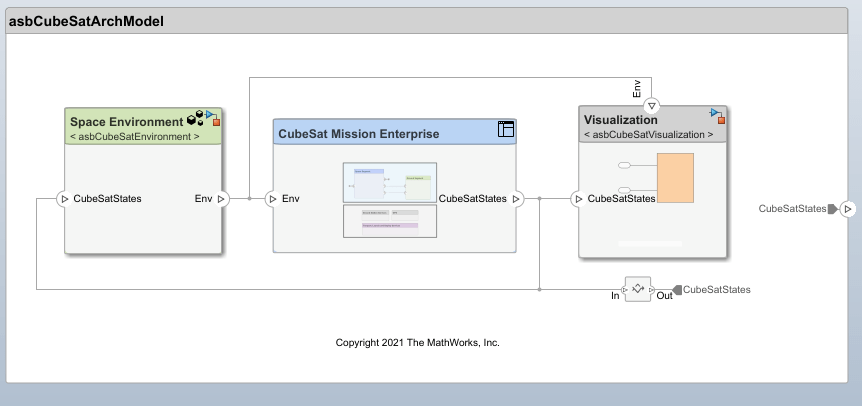 asbCubeSatArchModel
Env
Space Environment
< asbCubeSatEnvironment >
CubeSatStates
Env
CubeSat Mission Enterprise
Env
CubeSatStates
Visualization
< asbCubeSatVisualization >
CubeSatStates
CubeSatStates
In
Out
CubeSatStates
Copyright 2021 The MathWorks, Inc.